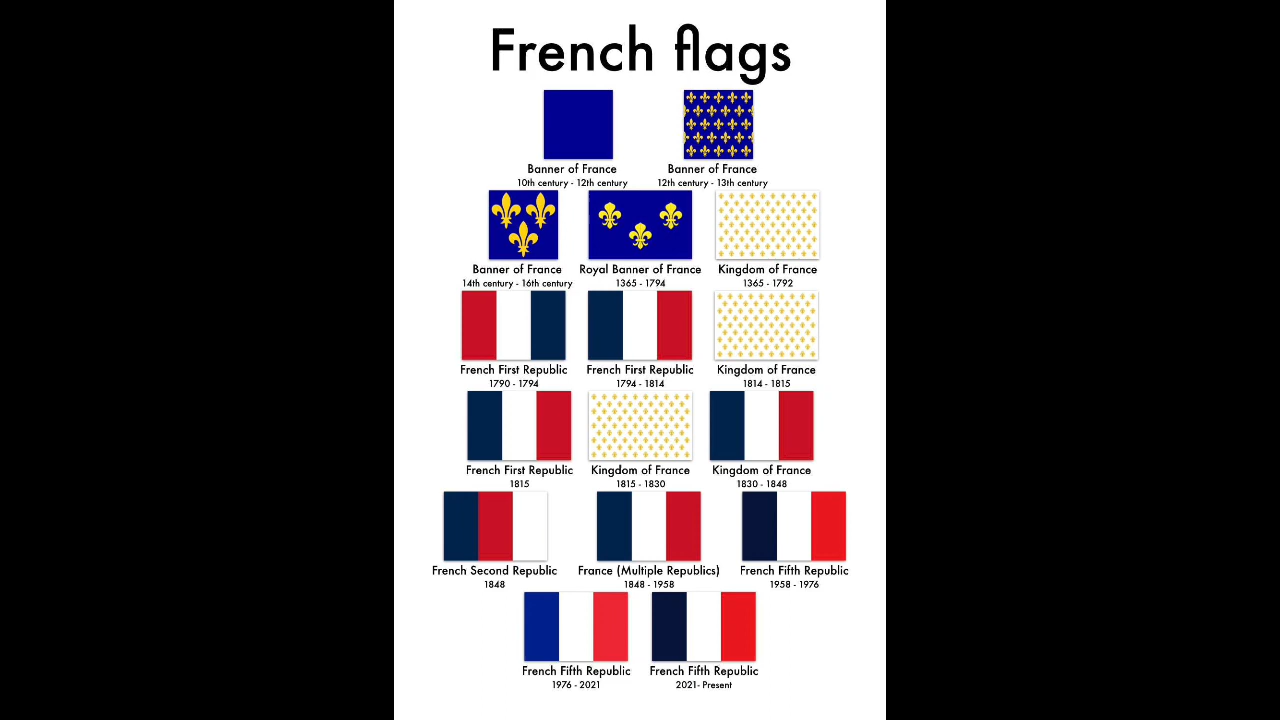 French flags
Banner of France
10th century - 12th century
Banner of France
12th century - 13th century
Banner of France
14th century - 16th century
Royal Banner of France
1365 - 1794
Kingdom of France
1365 - 1792
French First Republic
1790 - 1794
French First Republic
1794 - 1814
Kingdom of France
1814 - 1815
French First Republic
1815
Kingdom of France
1815 - 1830
Kingdom of France
1830 - 1848
French Second Republic
1848
France (Multiple Republics)
1848 - 1958
French Fifth Republic
1958 - 1976
French Fifth Republic
1976 - 2021
French Fifth Republic
2021- Present